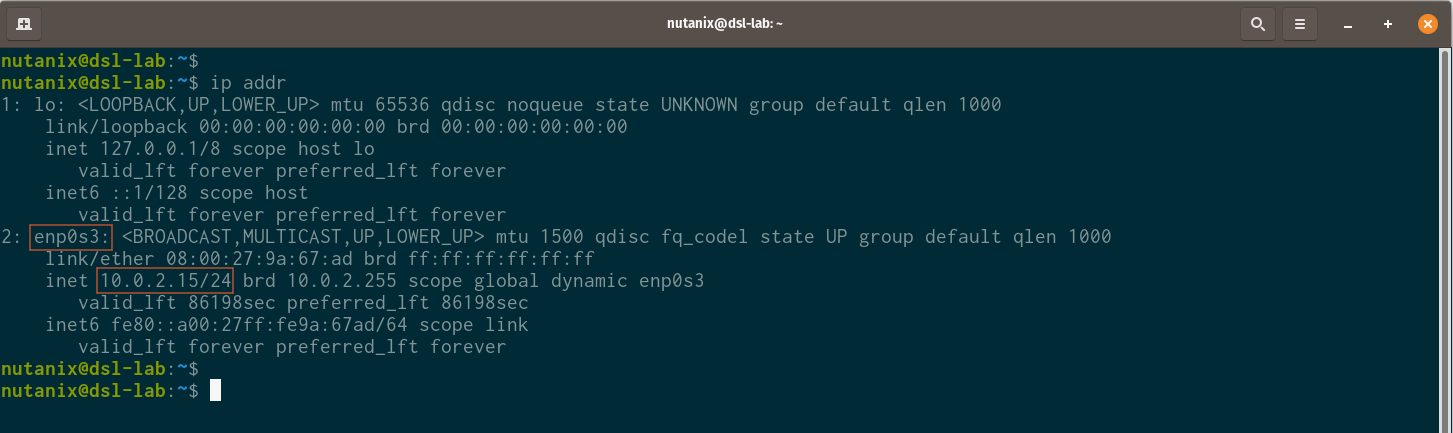 nutanix@dsl-lab: ~
nutanix@dsl-lab:~$
nutanix@dsl-lab:~$ ip addr
1: lo: <LOOPBACK,UP,LOWER_UP> mtu 65536 qdisc noqueue state UNKNOWN group default qlen 1000
    link/loopback 00:00:00:00:00:00 brd 00:00:00:00:00:00
    inet 127.0.0.1/8 scope host lo
       valid_lft forever preferred_lft forever
    inet6 ::1/128 scope host
       valid_lft forever preferred_lft forever
2: enp0s3: <BROADCAST,MULTICAST,UP,LOWER_UP> mtu 1500 qdisc fq_codel state UP group default qlen 1000
    link/ether 08:00:27:9a:67:ad brd ff:ff:ff:ff:ff:ff
    inet 10.0.2.15/24 brd 10.0.2.255 scope global dynamic enp0s3
       valid_lft 86198sec preferred_lft 86198sec
    inet6 fe80::a00:27ff:fe9a:67ad/64 scope link
       valid_lft forever preferred_lft forever
nutanix@dsl-lab:~$
nutanix@dsl-lab:~$